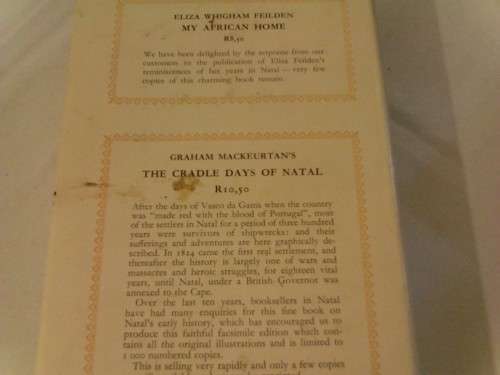 ELIZA WHIGHAM FEILDEN
MY AFRICAN HOME
R8,50
We have been delighted by the response from our
customers to the publication of Eliza Feilden's
reminiscences of her years in Natal — very few
copies of this charming book remain.
GRAHAM MACKEURTAN'S
THE CRADLE DAYS OF NATAL
R10,50
After the days of Vasco da Gama when the country
was "made red with the blood of Portugal", most
of the settlers in Natal for a period of three hundred
years were survivors of shipwrecks: and their
sufferings and adventures are here graphically de-
scribed. In 1824 came the first real settlement, and
thereafter the history is largely one of wars and
massacres and heroic struggles, for eighteen vital
years, until Natal, under a British Governor was
annexed to the Cape.
Over the last ten years, booksellers in Natal
have had many enquiries for this fine book on
Natal's early history, which has encouraged us to
produce this faithful facsimile edition which con-
tains all the original illustrations and is limited to
1 000 numbered copies.
This is selling very rapidly and only a few copies